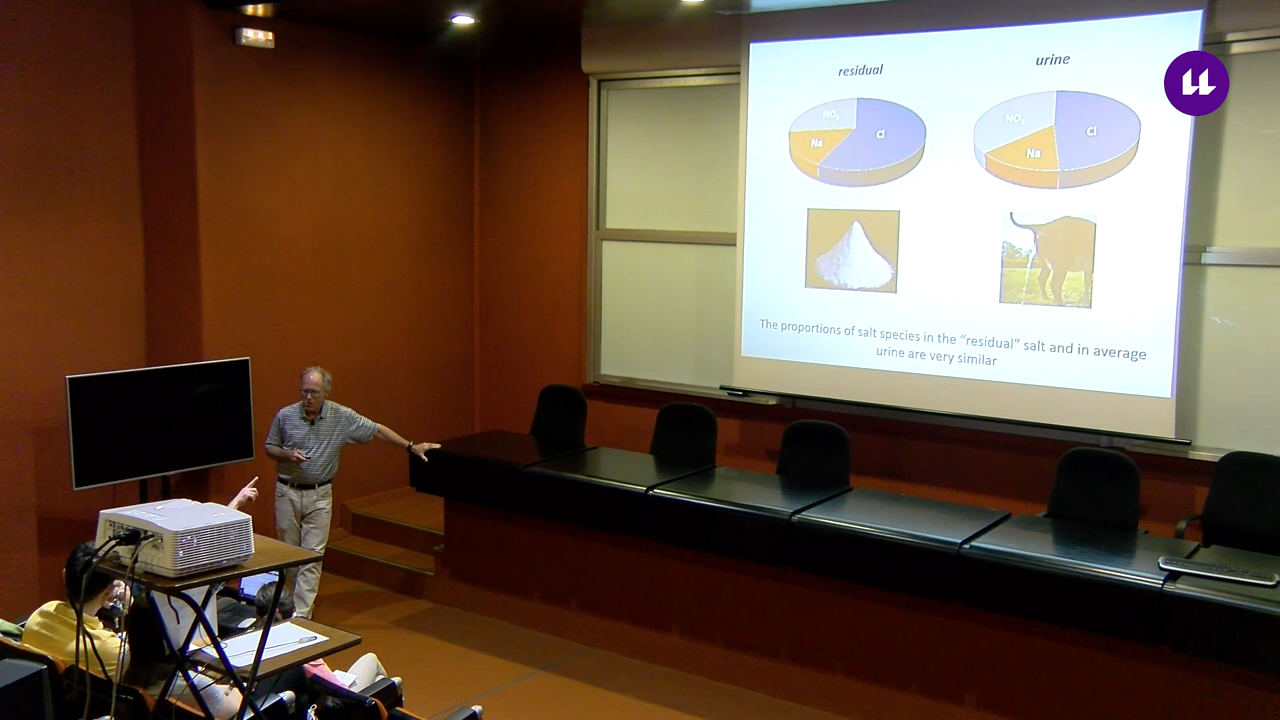 residual
urine
NO₃
Cl
Na
NO₃
Cl
Na
The proportions of salt species in the “residual” salt and in average
urine are very similar